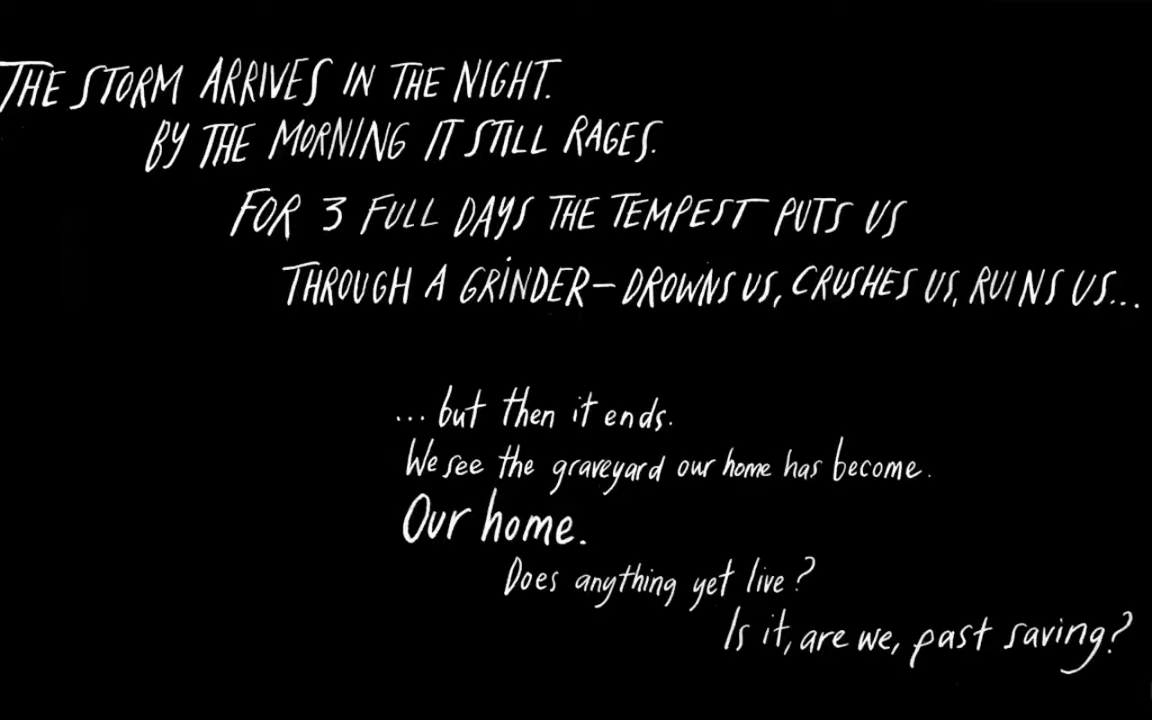 THE STORM ARRIVES IN THE NIGHT.
BY THE MORNING IT STILL RAGES.
FOR 3 FULL DAYS THE TEMPEST PUTS US
THROUGH A GRINDER – DROWNS US, CRUSHES US, RUINS US...
...but then it ends.
We see the graveyard our home has become.
Our home.
Does anything yet live?
Is it, are we, past saving?